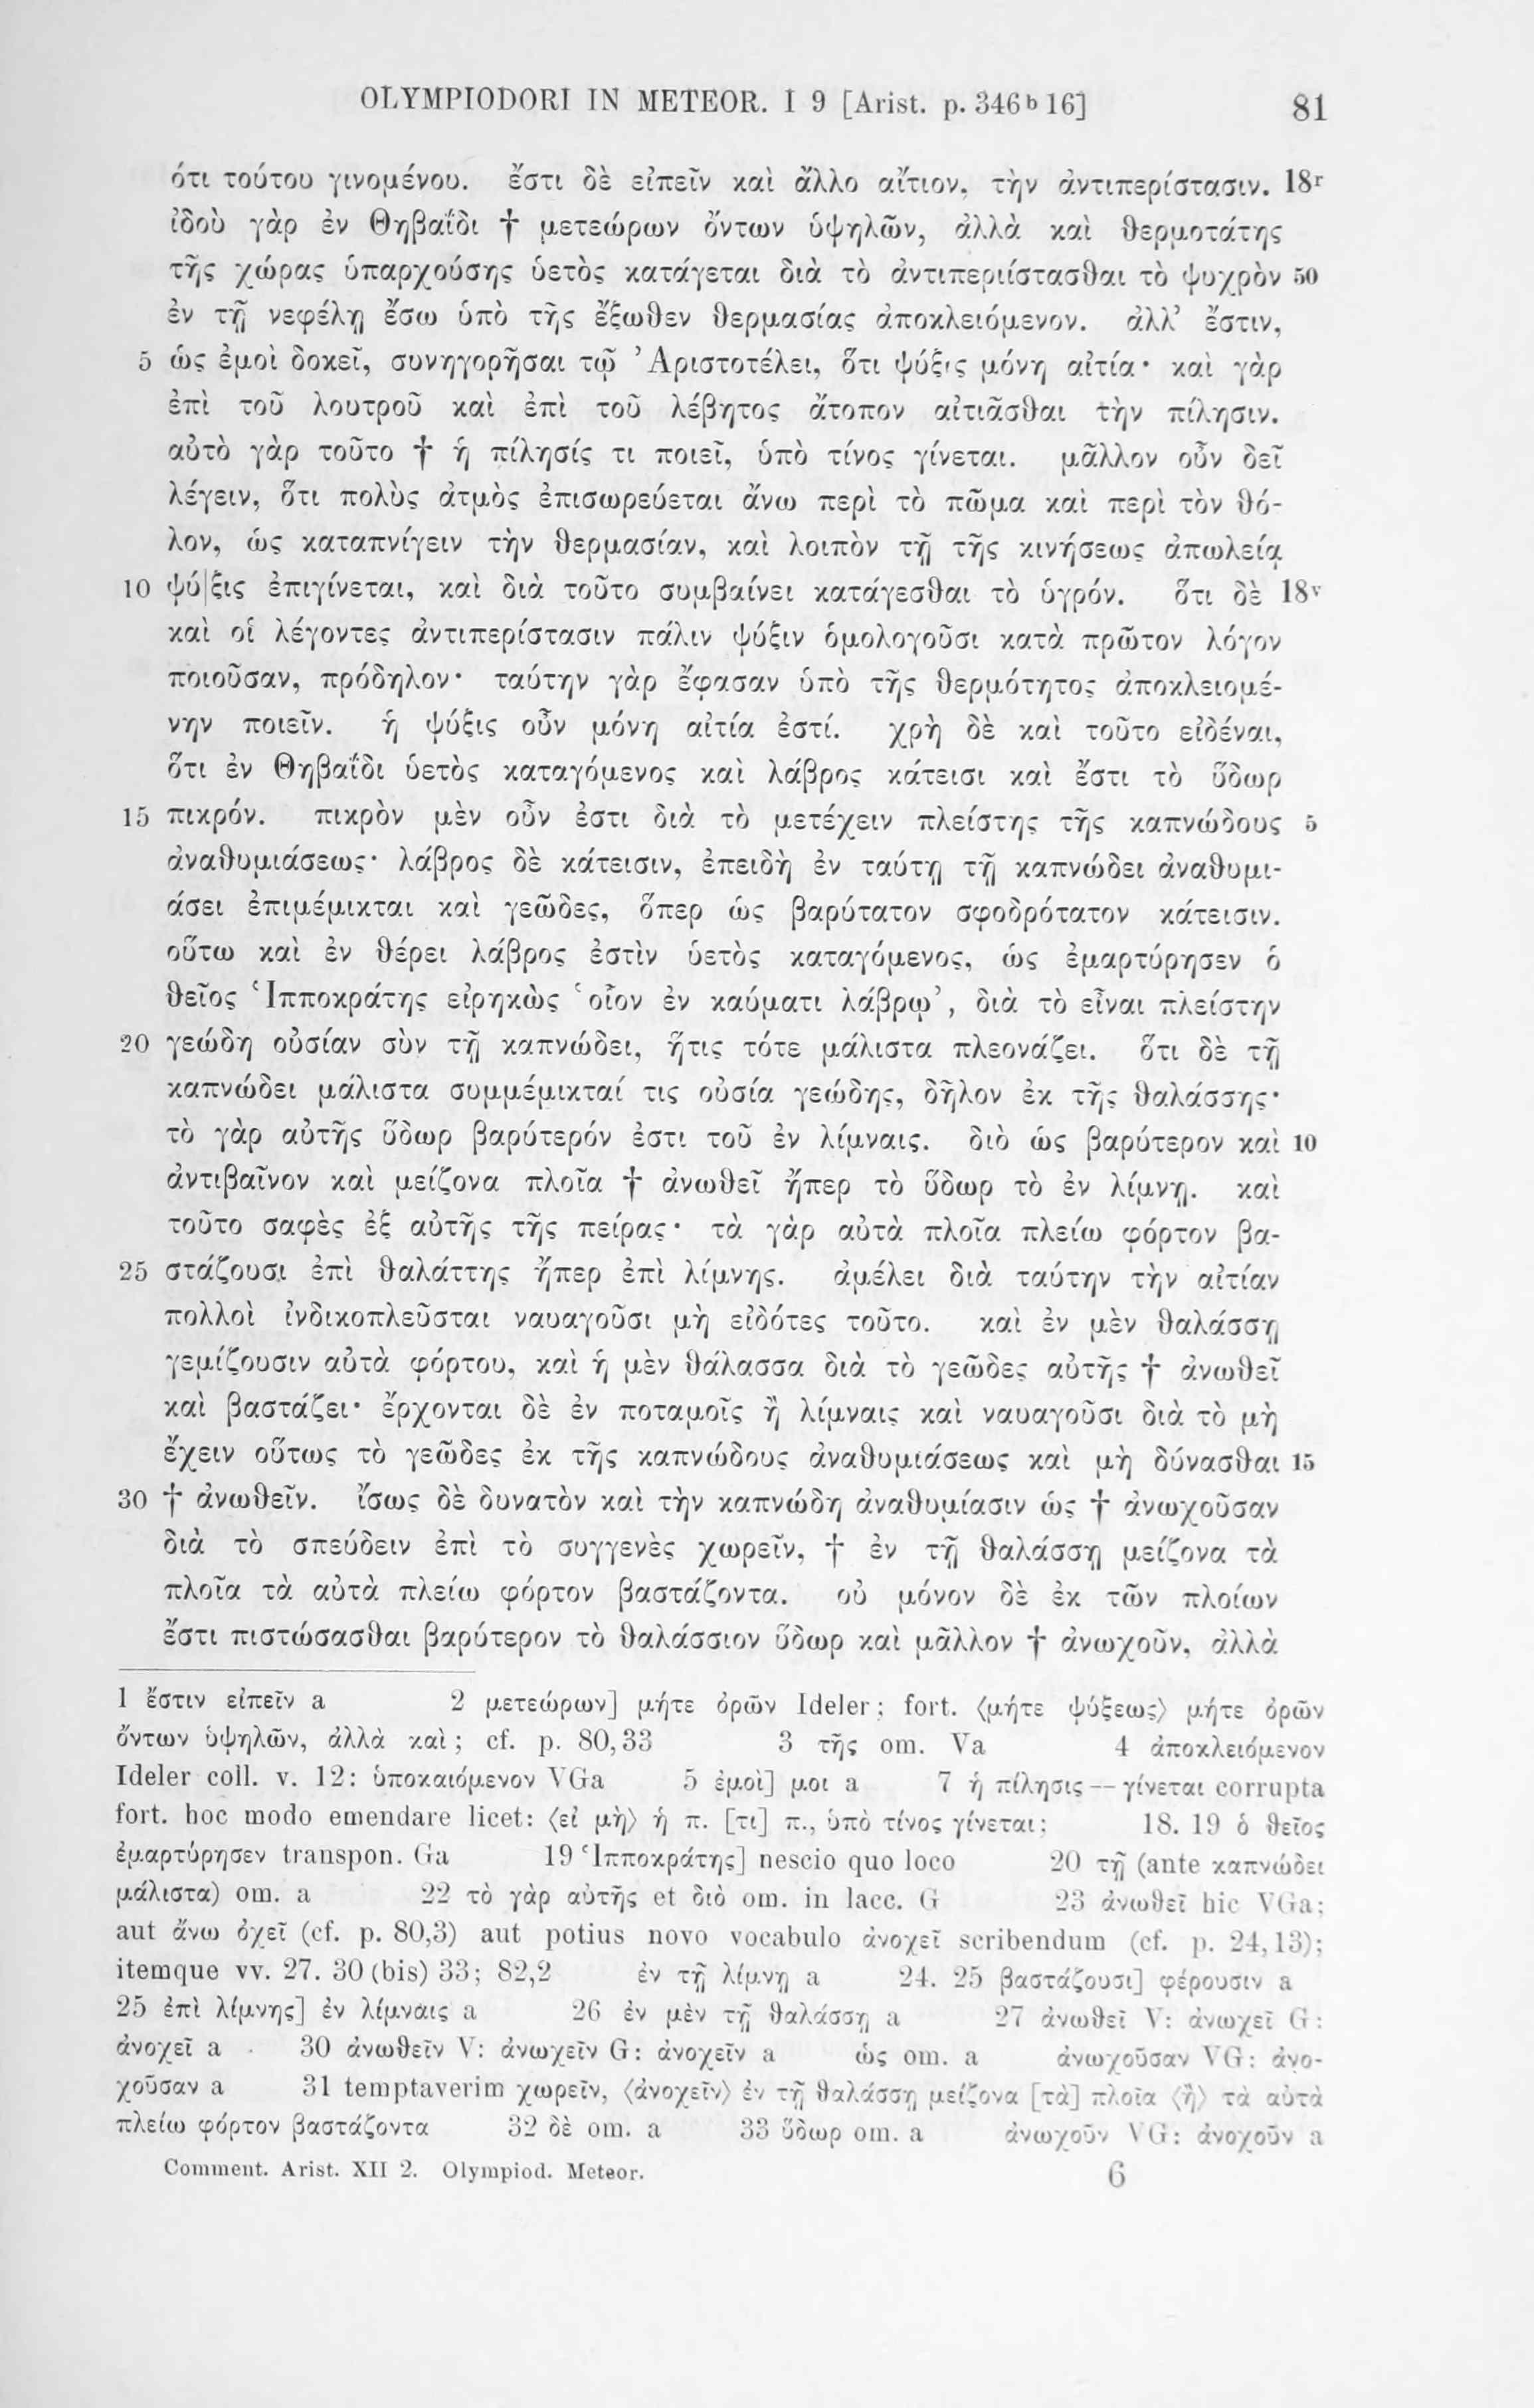 OLYMPIODORI IN METEOR. I 9 [Arist. p. 346ᵇ 16] 81
ότι τούτου γινομένου. ἔστι δὲ εἰπεῖν καὶ ἄλλο αἴτιον, τὴν ἀντιπερίστασιν. 18ʳ
ἰδοὺ γὰρ ἐν Θηβαΐδι † μετεώρων ὄντων ὑψηλῶν, ἀλλὰ καὶ θερμοτάτης
τῆς χώρας ὑπαρχούσης ὑετὸς κατάγεται διὰ τὸ ἀντιπεριίστασθαι τὸ ψυχρὸν 50
ἐν τῇ νεφέλῃ ἔσω ὑπὸ τῆς ἔξωθεν θερμασίας ἀποκλειόμενον. ἀλλ’ ἔστιν,
5 ὡς ἐμοὶ δοκεῖ, συνηγορῆσαι τῷ Ἀριστοτέλει, ὅτι ψύξις μόνη αἰτία· καὶ γὰρ
ἐπὶ τοῦ λουτροῦ καὶ ἐπὶ τοῦ λέβητος ἄτοπον αἰτιᾶσθαι τὴν πίλησιν.
αὐτὸ γὰρ τοῦτο † ἡ πίλησίς τι ποιεῖ, ὑπὸ τίνος γίνεται. μᾶλλον οὖν δεῖ
λέγειν, ὅτι πολὺς ἀτμὸς ἐπισωρεύεται ἄνω περὶ τὸ πῶμα καὶ περὶ τὸν θό-
λον, ὡς καταπνίγειν τὴν θερμασίαν, καὶ λοιπὸν τῇ τῆς κινήσεως ἀπωλείᾳ
10 ψύ|ξις ἐπιγίνεται, καὶ διὰ τοῦτο συμβαίνει κατάγεσθαι τὸ ὑγρόν. ὅτι δὲ 18ᵛ
καὶ οἱ λέγοντες ἀντιπερίστασιν πάλιν ψύξιν ὁμολογοῦσι κατὰ πρῶτον λόγον
ποιοῦσαν, πρόδηλον· ταύτην γὰρ ἔφασαν ὑπὸ τῆς θερμότητος ἀποκλειομέ-
νην ποιεῖν. ἡ ψύξις οὖν μόνη αἰτία ἐστί. χρὴ δὲ καὶ τοῦτο εἰδέναι,
ὅτι ἐν Θηβαΐδι ὑετὸς καταγόμενος καὶ λάβρος κάτεισι καὶ ἔστι τὸ ὕδωρ
15 πικρόν. πικρὸν μὲν οὖν ἐστι διὰ τὸ μετέχειν πλείστης τῆς καπνώδους 5
ἀναθυμιάσεως· λάβρος δὲ κάτεισιν, ἐπειδὴ ἐν ταύτῃ τῇ καπνώδει ἀναθυμι-
άσει ἐπιμέμικται καὶ γεῶδες, ὅπερ ὡς βαρύτατον σφοδρότατον κάτεισιν.
οὕτω καὶ ἐν θέρει λάβρος ἐστὶν ὑετὸς καταγόμενος, ὡς ἐμαρτύρησεν ὁ
θεῖος Ἱπποκράτης εἰρηκὼς ‘οἷον ἐν καύματι λάβρῳ’, διὰ τὸ εἶναι πλείστην
20 γεώδη οὐσίαν σὺν τῇ καπνώδει, ἥτις τότε μάλιστα πλεονάζει. ὅτι δὲ τῇ
καπνώδει μάλιστα συμμέμικταί τις οὐσία γεώδης, δῆλον ἐκ τῆς θαλάσσης·
τὸ γὰρ αὐτῆς ὕδωρ βαρύτερόν ἐστι τοῦ ἐν λίμναις. διὸ ὡς βαρύτερον καὶ 10
ἀντιβαῖνον καὶ μείζονα πλοῖα † ἀνωθεῖ ἤπερ τὸ ὕδωρ τὸ ἐν λίμνῃ. καὶ
τοῦτο σαφὲς ἐξ αὐτῆς τῆς πείρας· τὰ γὰρ αὐτὰ πλοῖα πλείω φόρτον βα-
25 στάζουσι ἐπὶ θαλάττης ἤπερ ἐπὶ λίμνης. ἀμέλει διὰ ταύτην τὴν αἰτίαν
πολλοὶ ἰνδικοπλεῦσται ναυαγοῦσι μὴ εἰδότες τοῦτο. καὶ ἐν μὲν θαλάσσῃ
γεμίζουσιν αὐτὰ φόρτου, καὶ ἡ μὲν θάλασσα διὰ τὸ γεῶδες αὐτῆς † ἀνωθεῖ
καὶ βαστάζει· ἔρχονται δὲ ἐν ποταμοῖς ἢ λίμναις καὶ ναυαγοῦσι διὰ τὸ μὴ
ἔχειν οὕτως τὸ γεῶδες ἐκ τῆς καπνώδους ἀναθυμιάσεως καὶ μὴ δύνασθαι 15
30 † ἀνωθεῖν. ἴσως δὲ δυνατὸν καὶ τὴν καπνώδη ἀναθυμίασιν ὡς † ἀνωχοῦσαν
διὰ τὸ σπεύδειν ἐπὶ τὸ συγγενὲς χωρεῖν, † ἐν τῇ θαλάσσῃ μείζονα τὰ
πλοῖα τὰ αὐτὰ πλείω φόρτον βαστάζοντα. οὐ μόνον δὲ ἐκ τῶν πλοίων
ἔστι πιστώσασθαι βαρύτερον τὸ θαλάσσιον ὕδωρ καὶ μᾶλλον † ἀνωχοῦν, ἀλλὰ
1 ἔστιν εἰπεῖν a 2 μετεώρων] μήτε ὀρῶν Ideler; fort. ⟨μήτε ψύξεως⟩ μήτε ὀρῶν
ὄντων ὑψηλῶν, ἀλλὰ καὶ; cf. p. 80,33 3 τῆς om. Va 4 ἀποκλειόμενον
Ideler coll. v. 12: ὑποκαιόμενον VGa 5 ἐμοὶ] μοι a 7 ἡ πίλησις — γίνεται corrupta
fort. hoc modo emendare licet: ⟨εἰ μὴ⟩ ἡ π. [τι] π., ὑπὸ τίνος γίνεται; 18. 19 ὁ θεῖος
ἐμαρτύρησεν transpon. Ga 19 Ἱπποκράτης] nescio quo loco 20 τῇ (ante καπνώδει
μάλιστα) om. a 22 τὸ γὰρ αὐτῆς et διὸ om. in lacc. G 23 ἀνωθεῖ hic VGa;
aut ἄνω ὀχεῖ (cf. p. 80,3) aut potius novo vocabulo ἀνοχεῖ scribendum (cf. p. 24,13);
itemque vv. 27. 30 (bis) 33; 82,2 ἐν τῇ λίμνῃ a 24. 25 βαστάζουσι] φέρουσιν a
25 ἐπὶ λίμνης] ἐν λίμναις a 26 ἐν μὲν τῇ θαλάσσῃ a 27 ἀνωθεῖ V: ἀνωχεῖ G:
ἀνοχεῖ a 30 ἀνωθεῖν V: ἀνωχεῖν G: ἀνοχεῖν a ὡς om. a ἀνωχοῦσαν VG: ἀνο-
χοῦσαν a 31 temptaverim χωρεῖν, ⟨ἀνοχεῖν⟩ ἐν τῇ θαλάσσῃ μείζονα [τὰ] πλοῖα ⟨ἢ⟩ τὰ αὐτὰ
πλείω φόρτον βαστάζοντα 32 δὲ om. a 33 ὕδωρ om. a ἀνωχοῦν VG: ἀνοχοῦν a
Comment. Arist. XII 2. Olympiod. Meteor. 6